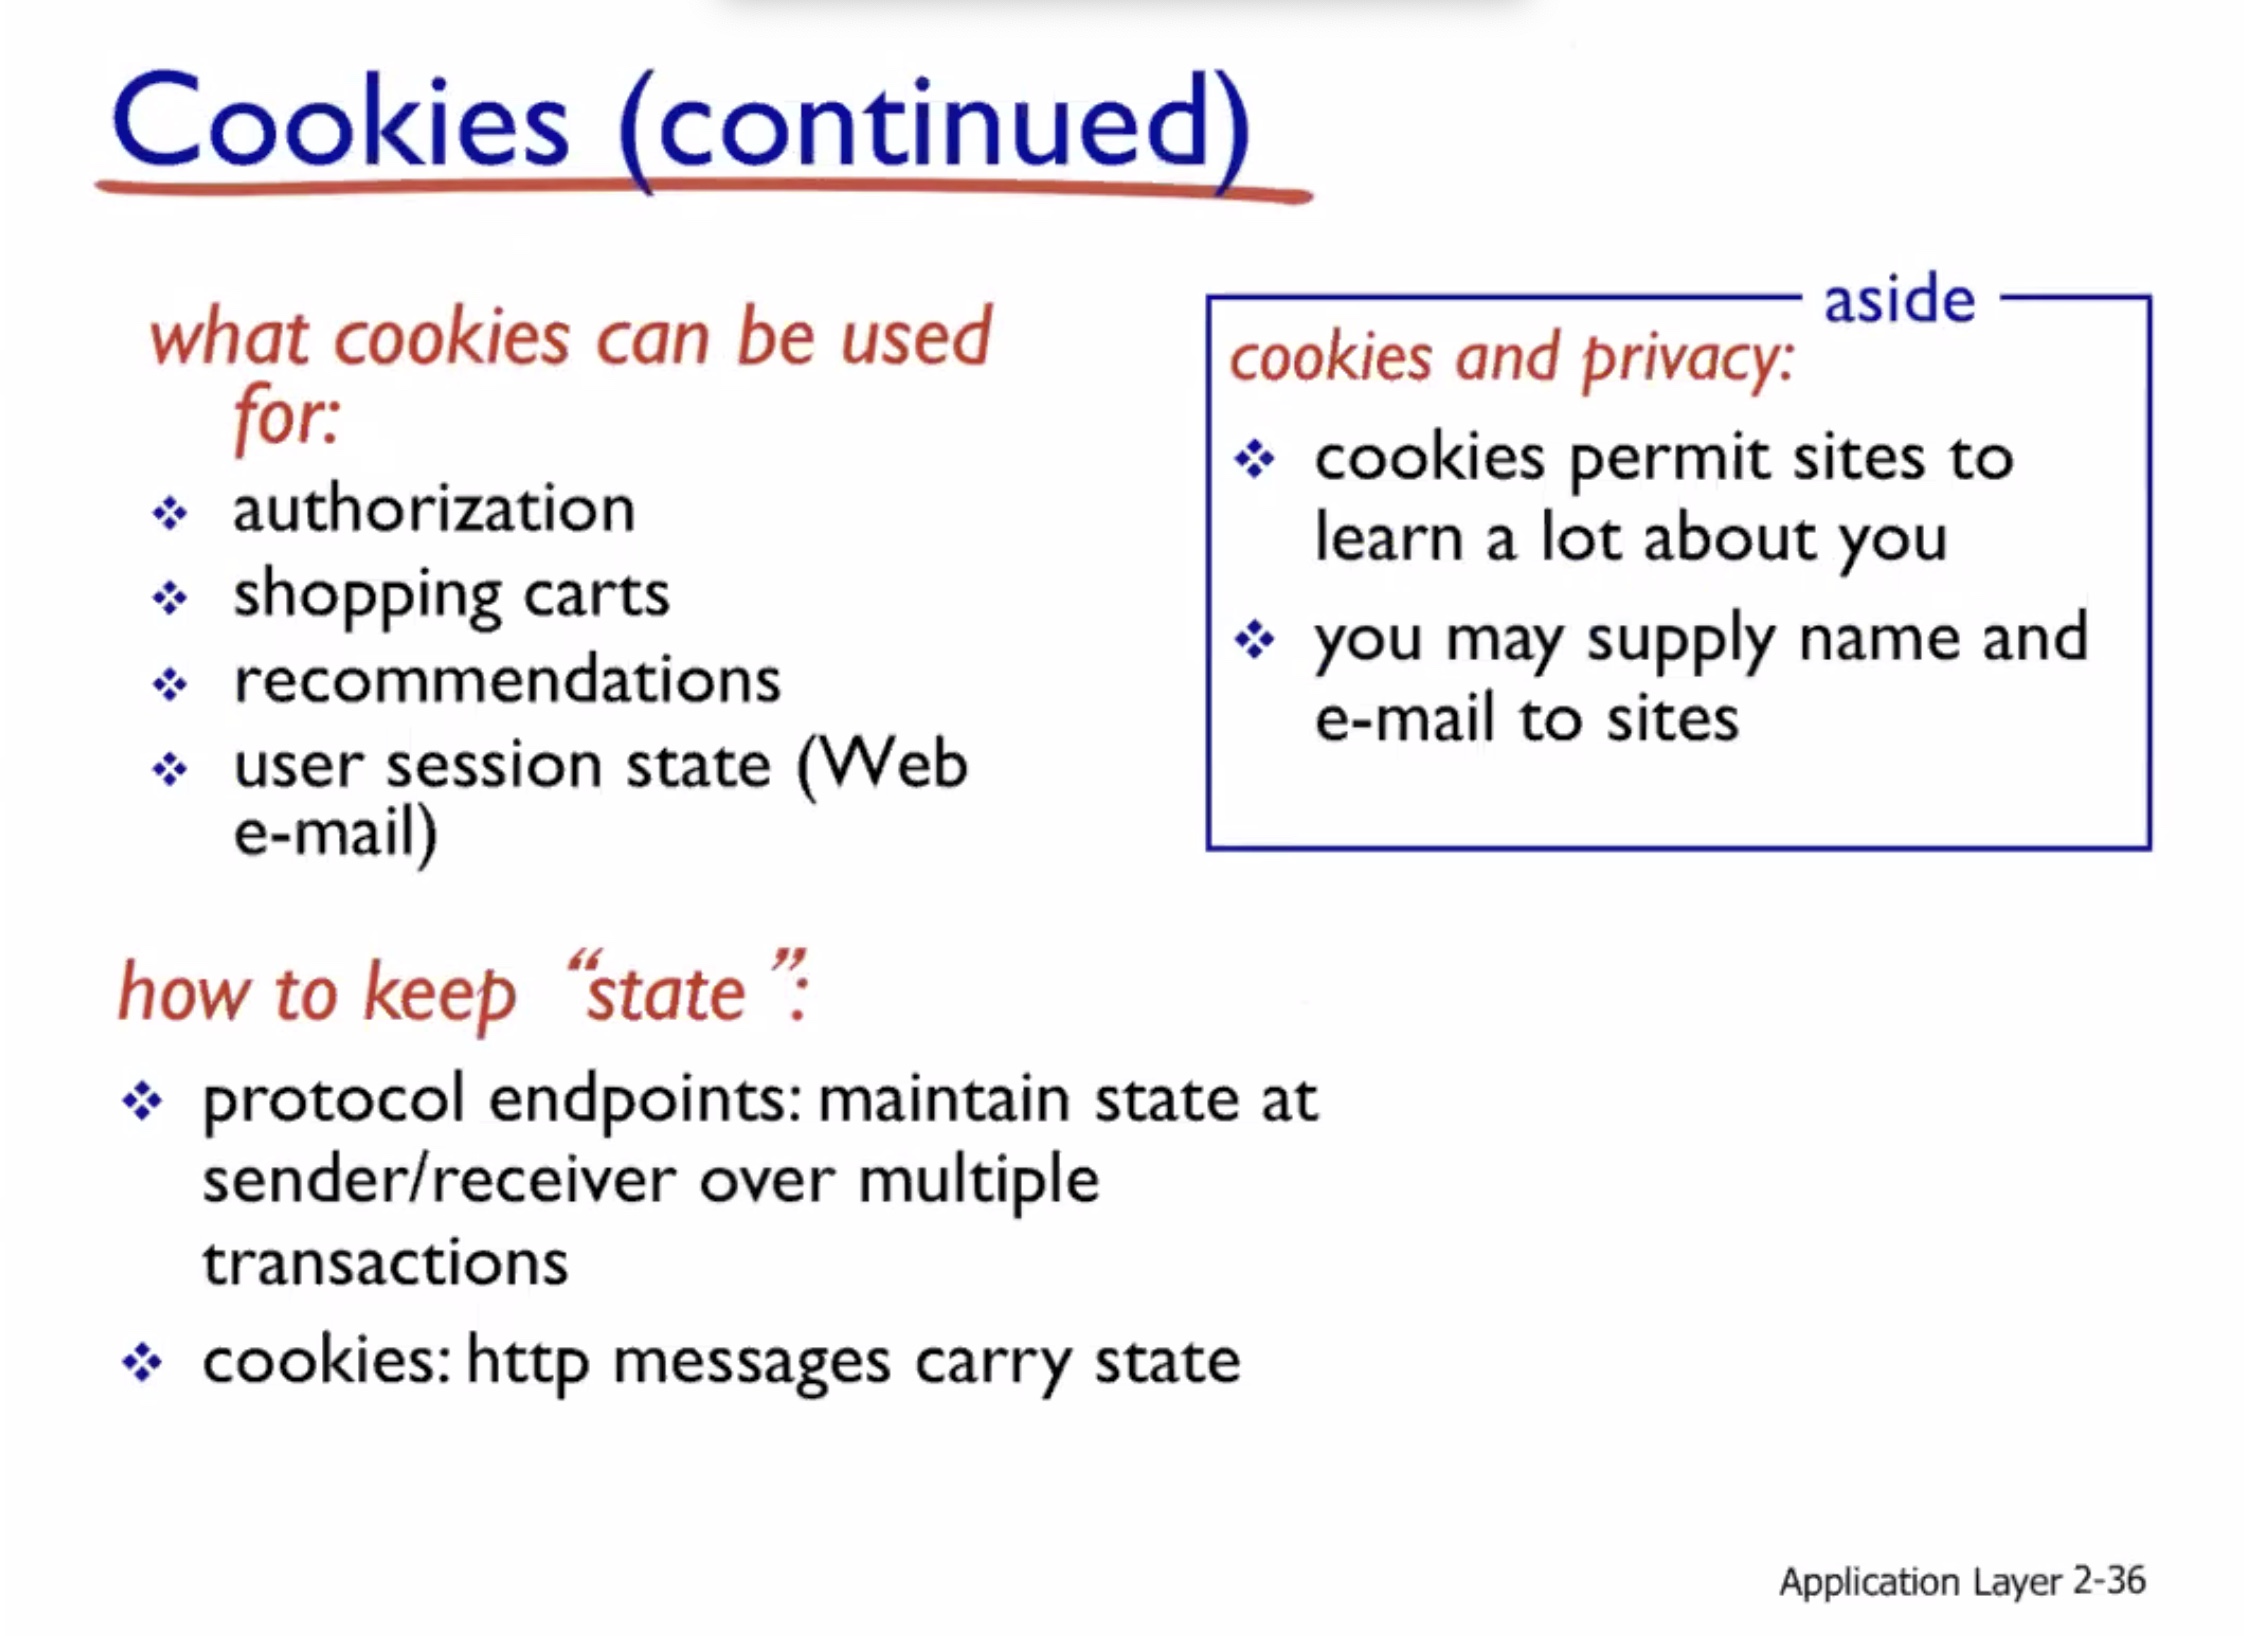 Cookies (continued)
what cookies can be used
for:
❖ authorization
❖ shopping carts
❖ recommendations
❖ user session state (Web
e-mail)
aside
cookies and privacy:
❖ cookies permit sites to
learn a lot about you
❖ you may supply name and
e-mail to sites
how to keep “state”:
❖ protocol endpoints: maintain state at
sender/receiver over multiple
transactions
❖ cookies: http messages carry state
Application Layer 2-36